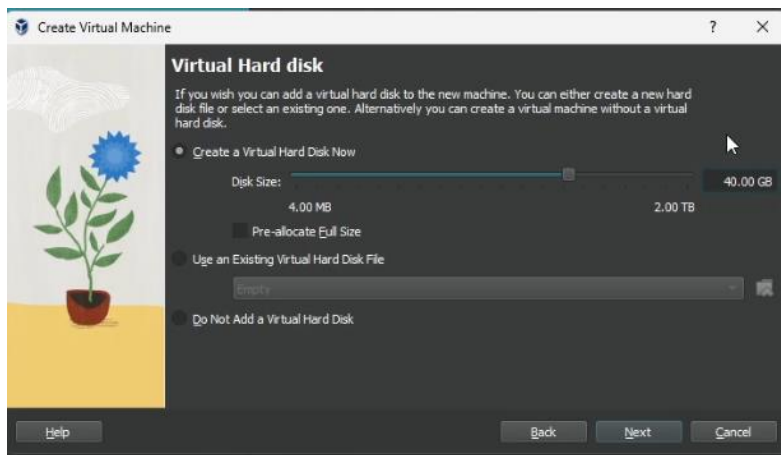 Create Virtual Machine
?
Virtual Hard disk
If you wish you can add a virtual hard disk to the new machine. You can either create a new hard
disk file or select an existing one. Alternatively you can create a virtual machine without a virtual
hard disk.
Create a Virtual Hard Disk Now
Disk Size:
40.00 GB
4.00 MB
2.00 TB
Pre-allocate Full Size
Use an Existing Virtual Hard Disk File
Empty
Do Not Add a Virtual Hard Disk
Help
Back
Next
Cancel